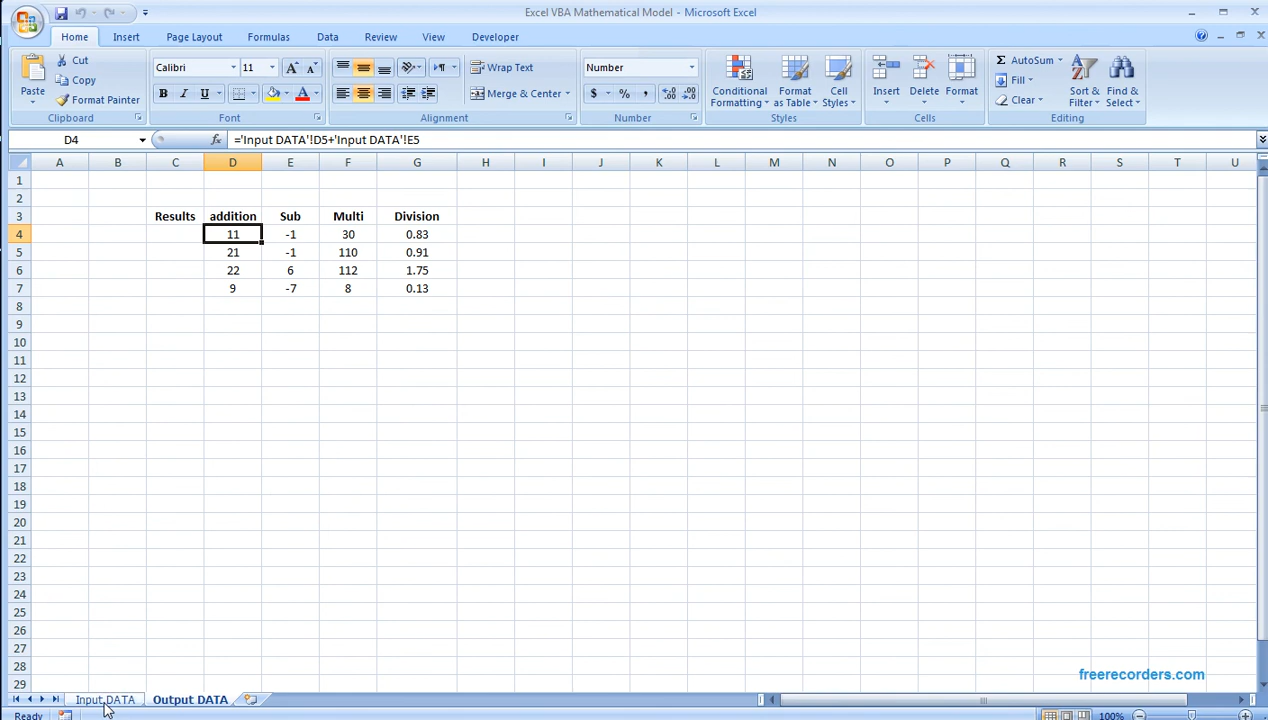 Excel VBA Mathematical Model - Microsoft Excel
Home Insert Page Layout Formulas Data Review View Developer
Paste Cut Copy Format Painter Clipboard
Calibri 11 A A B I U A Font
Wrap Text Merge & Center Alignment
Number $ % , .0 .00 .00 .0 Number
Conditional Formatting Format as Table Cell Styles Styles
Insert Delete Format Cells
Σ AutoSum Fill Clear Sort & Filter Find & Select Editing
D4 fx ='Input DATA'!D5+'Input DATA'!E5
A B C D E F G H I J K L M N O P Q R S T U
1
2
3 Results addition Sub Multi Division
4 11 -1 30 0.83
5 21 -1 110 0.91
6 22 6 112 1.75
7 9 -7 8 0.13
8
9
10
11
12
13
14
15
16
17
18
19
20
21
22
23
24
25
26
27
28
29
freerecorders.com
Input DATA Output DATA
Ready 100%